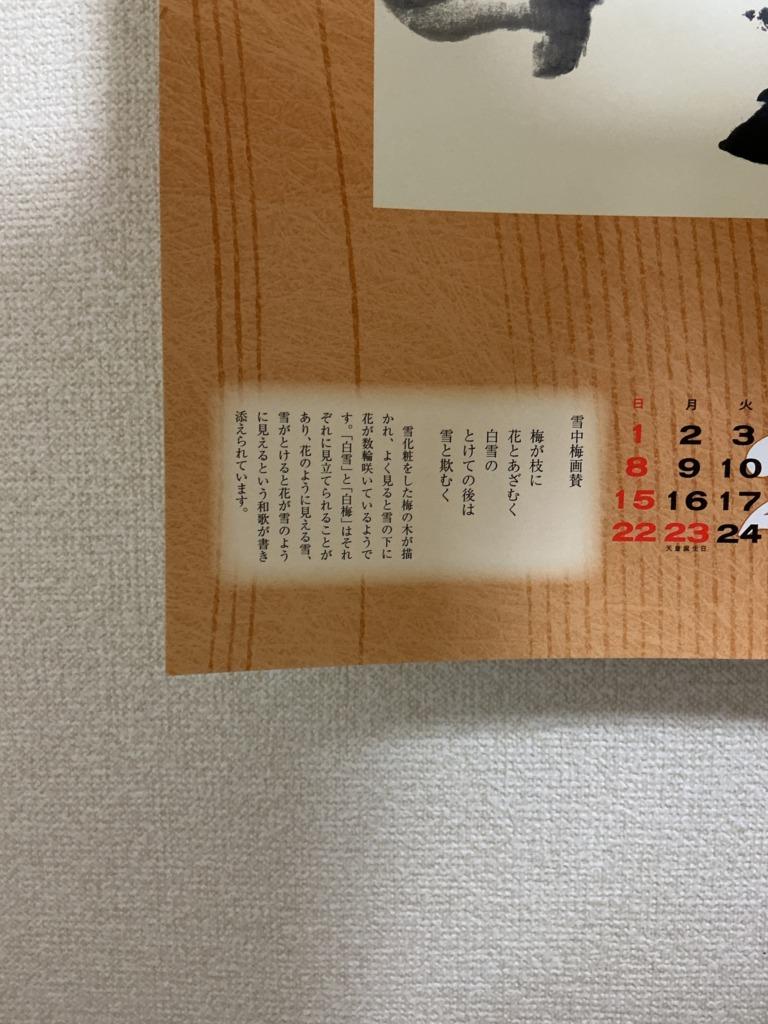 雪中梅画賛
梅が枝に
花とあざむく
白雪の
とけての後は
雪と欺むく
雪化粧をした梅の木が描
かれ、よく見ると雪の下に
花が数輪咲いているようで
す。「白雪」と「白梅」はそれ
ぞれに見立てられることが
あり、花のように見える雪、
雪がとけると花が雪のよう
に見えるという和歌が書き
添えられています。
日 月 火
1 2 3
8 9 10
15 16 17
22 23 24
天皇誕生日